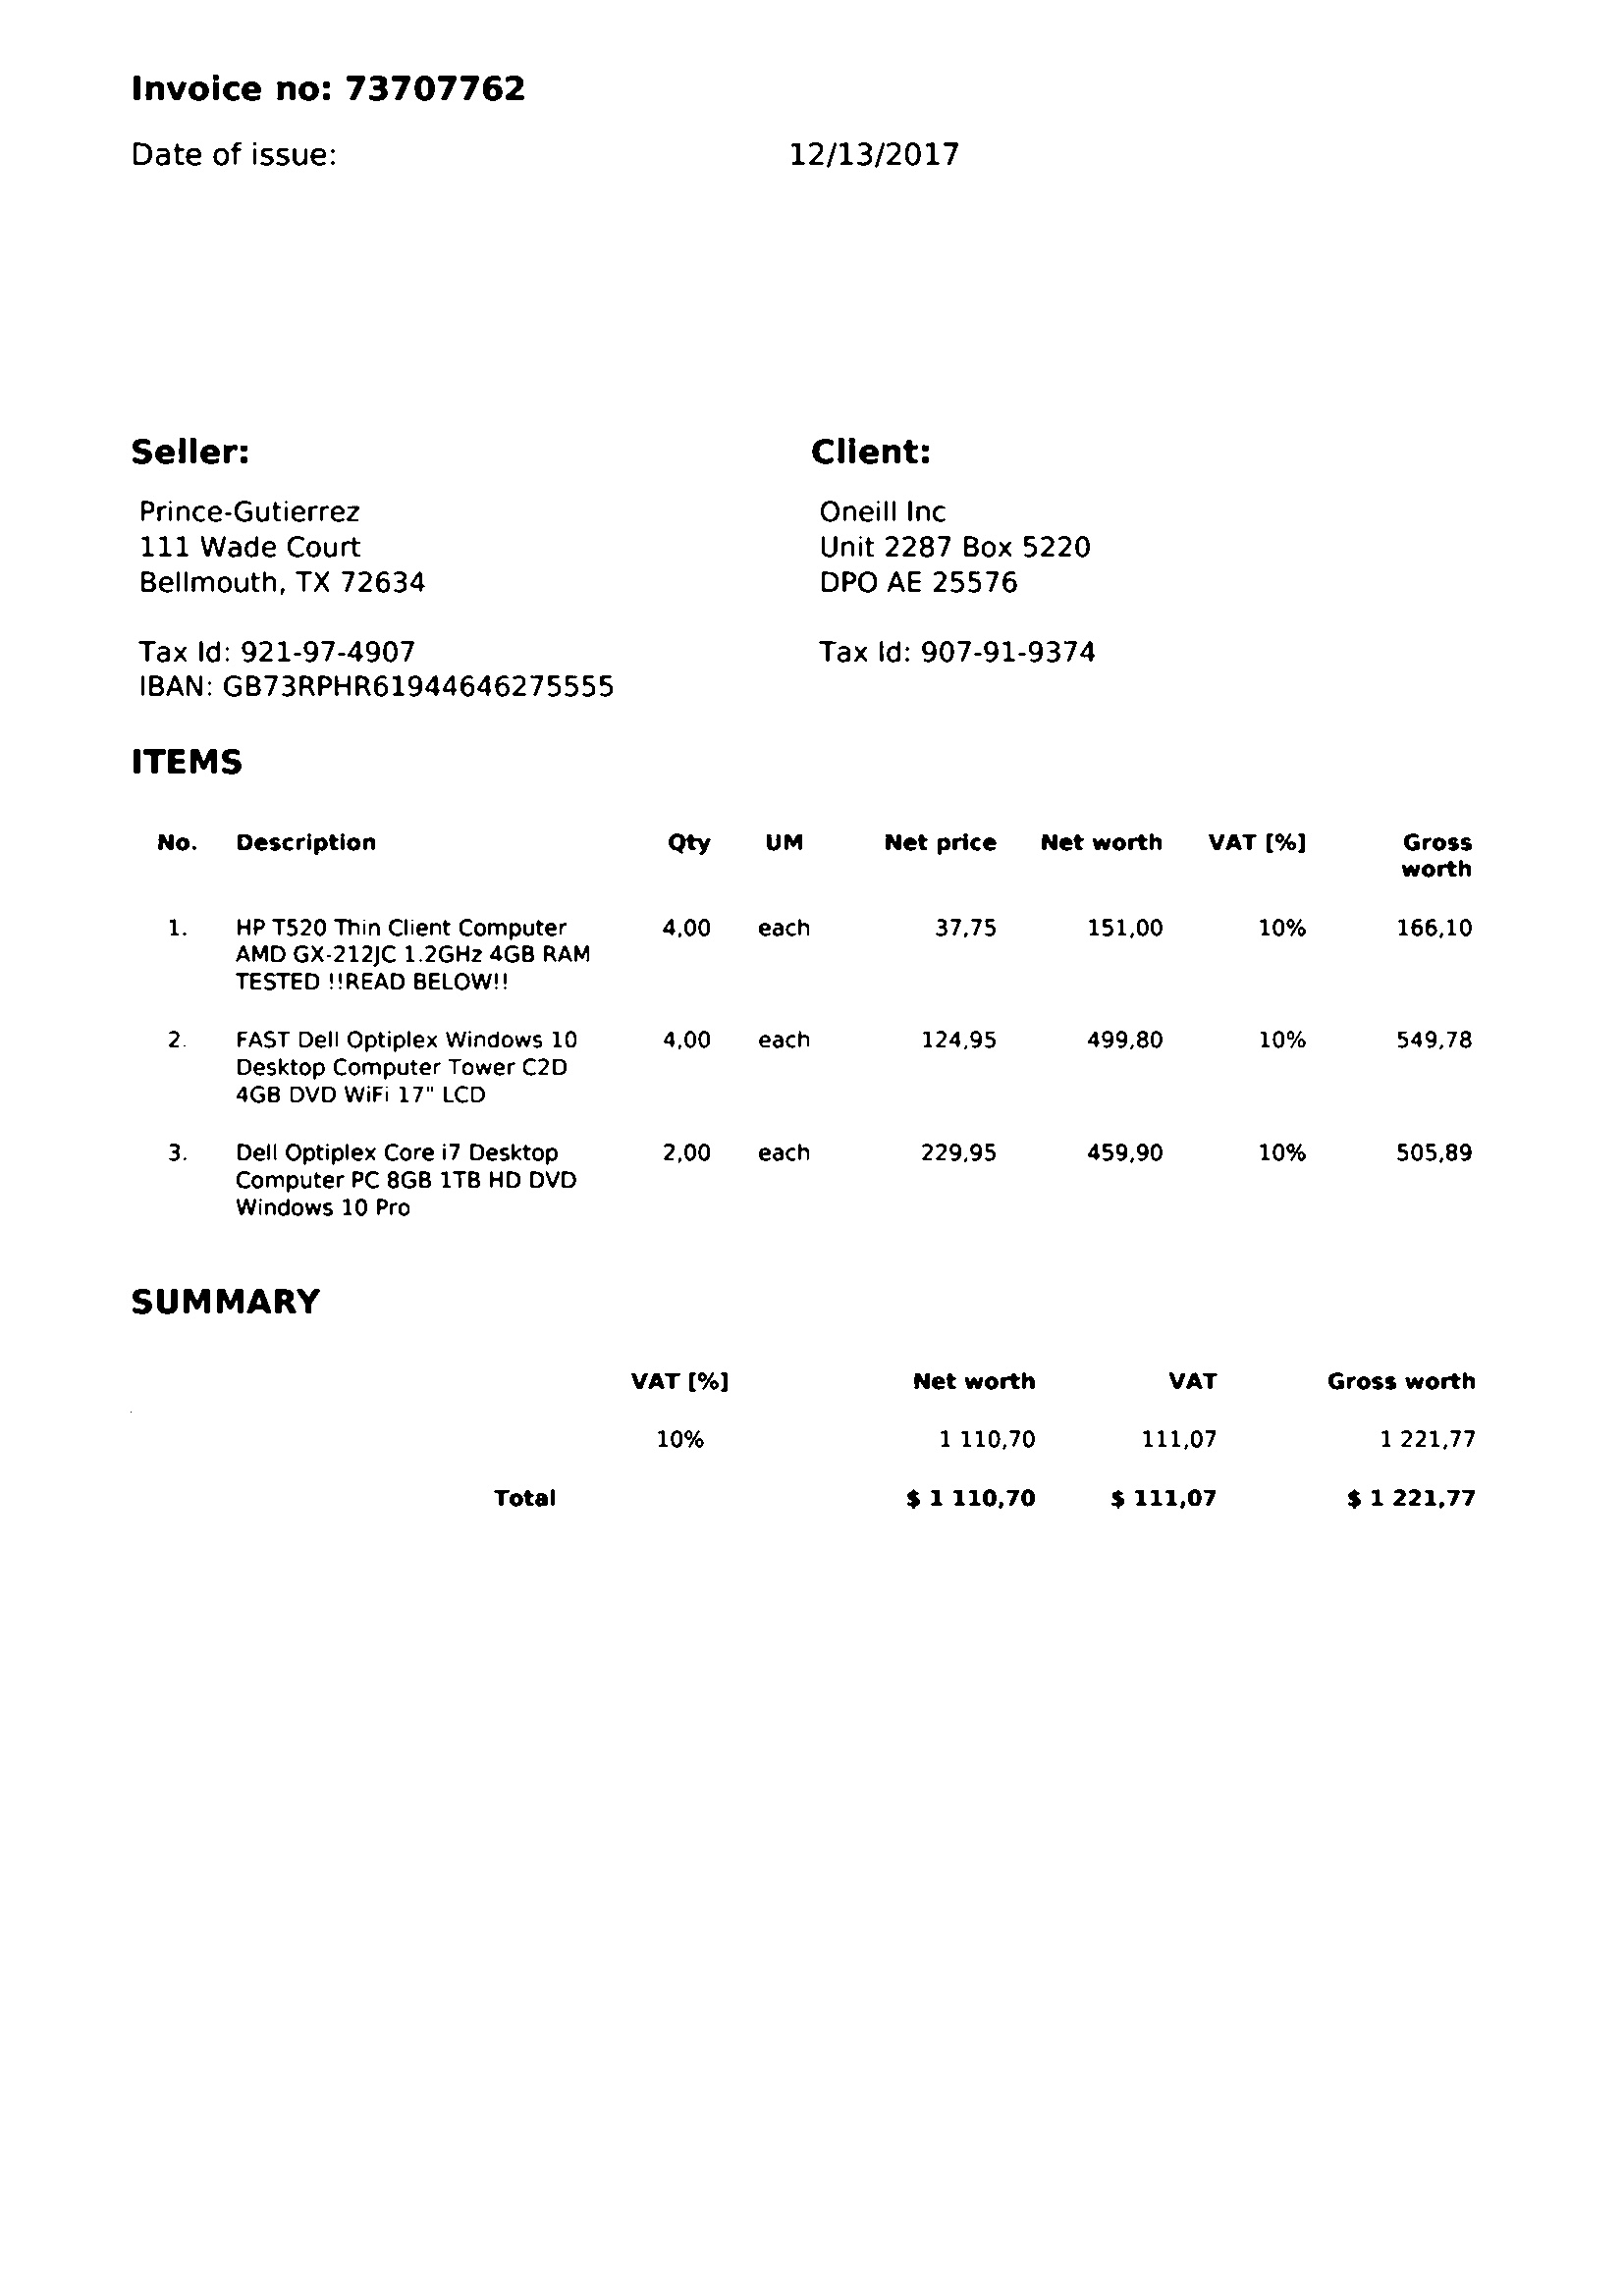 Invoice no: 73707762
Date of issue: 12/13/2017
Seller: Client:
Prince-Gutierrez Oneill Inc
111 Wade Court Unit 2287 Box 5220
Bellmouth, TX 72634 DPO AE 25576
Tax Id: 921-97-4907 Tax Id: 907-91-9374
IBAN: GB73RPHR61944646275555
ITEMS
No. Description Qty UM Net price Net worth VAT [%] Gross
worth
1. HP T520 Thin Client Computer 4,00 each 37,75 151,00 10% 166,10
AMD GX-212JC 1.2GHz 4GB RAM
TESTED !!READ BELOW!!
2. FAST Dell Optiplex Windows 10 4,00 each 124,95 499,80 10% 549,78
Desktop Computer Tower C2D
4GB DVD WiFi 17" LCD
3. Dell Optiplex Core i7 Desktop 2,00 each 229,95 459,90 10% 505,89
Computer PC 8GB 1TB HD DVD
Windows 10 Pro
SUMMARY
VAT [%] Net worth VAT Gross worth
10% 1 110,70 111,07 1 221,77
Total $ 1 110,70 $ 111,07 $ 1 221,77